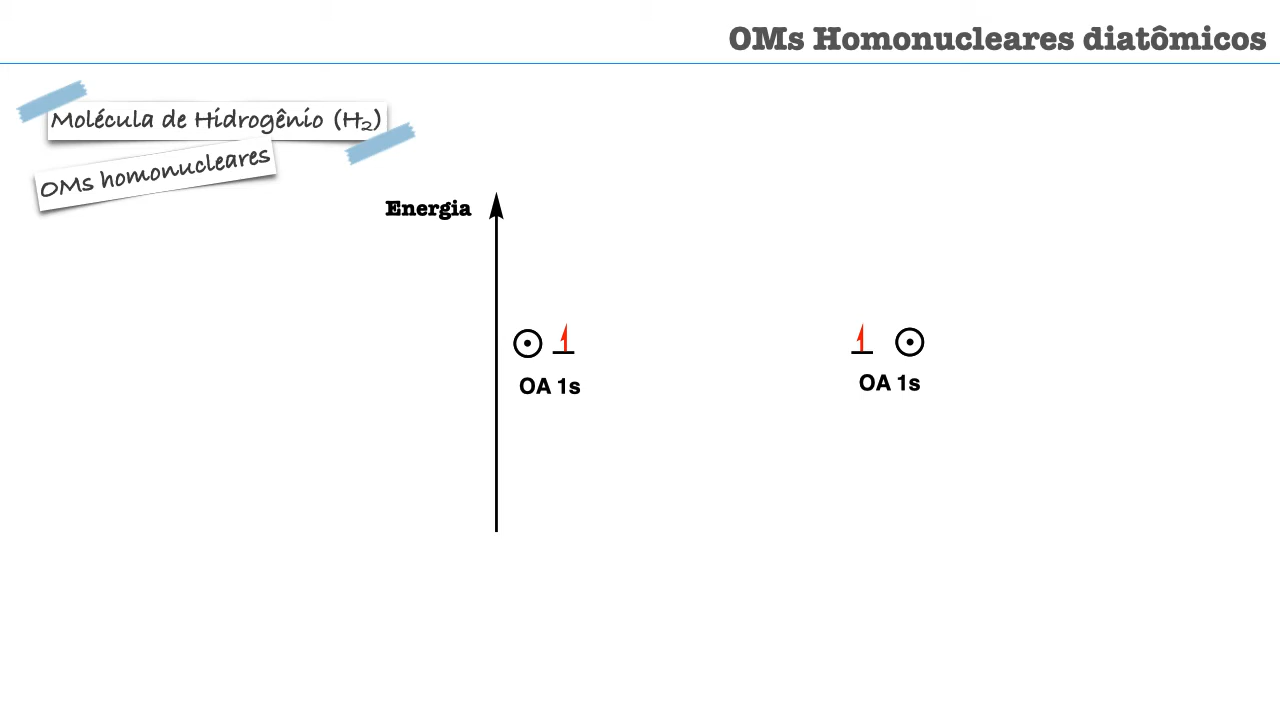 OMs Homonucleares diatômicos
Molécula de Hidrogênio (H₂)
OMs homonucleares
Energia
OA 1s
OA 1s